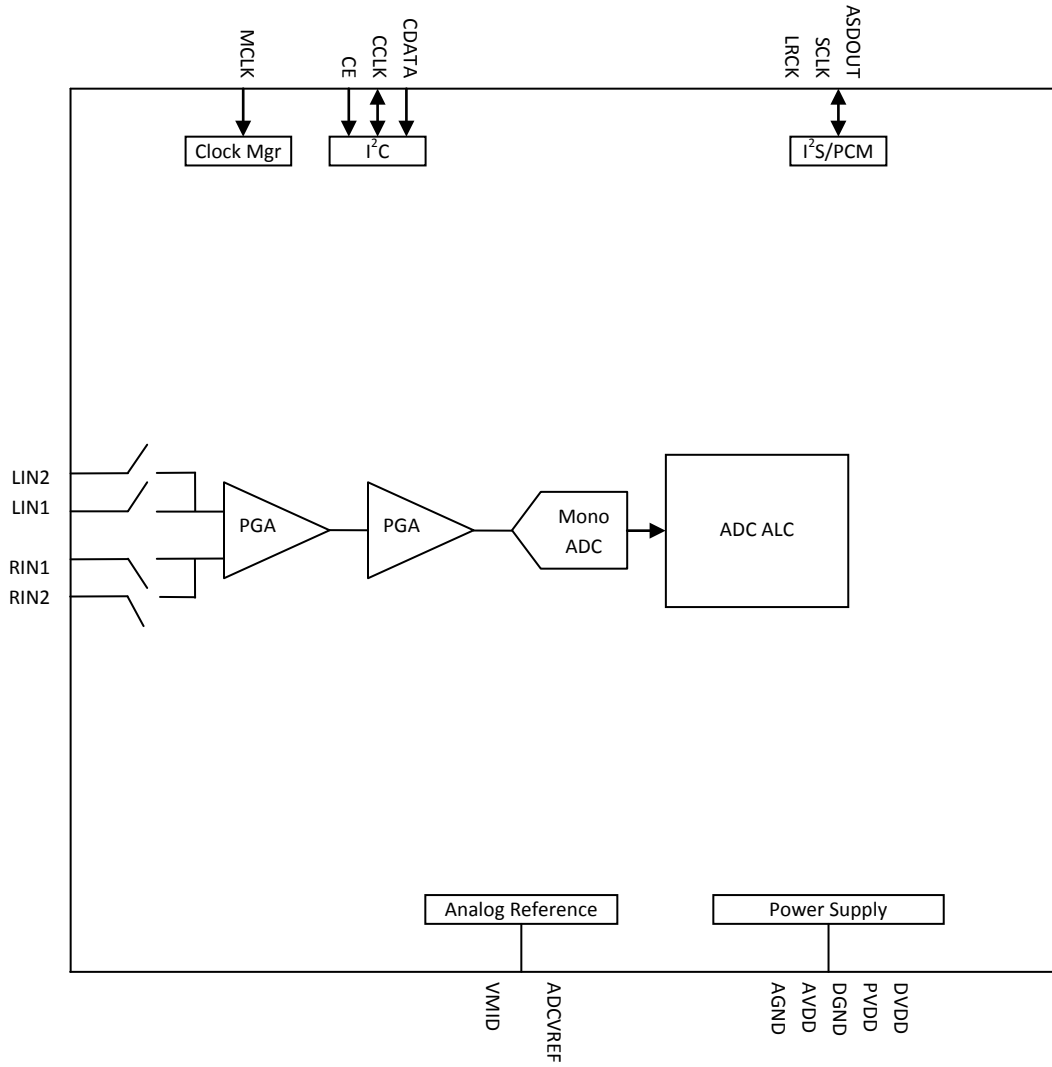 MCLK
CE
CCLK
CDATA
LRCK
SCLK
ASDOUT
Clock Mgr
I²C
I²S/PCM
LIN2
LIN1
RIN1
RIN2
PGA
PGA
Mono
ADC
ADC ALC
Analog Reference
Power Supply
VMID
ADCVREF
AGND
AVDD
DGND
PVDD
DVDD